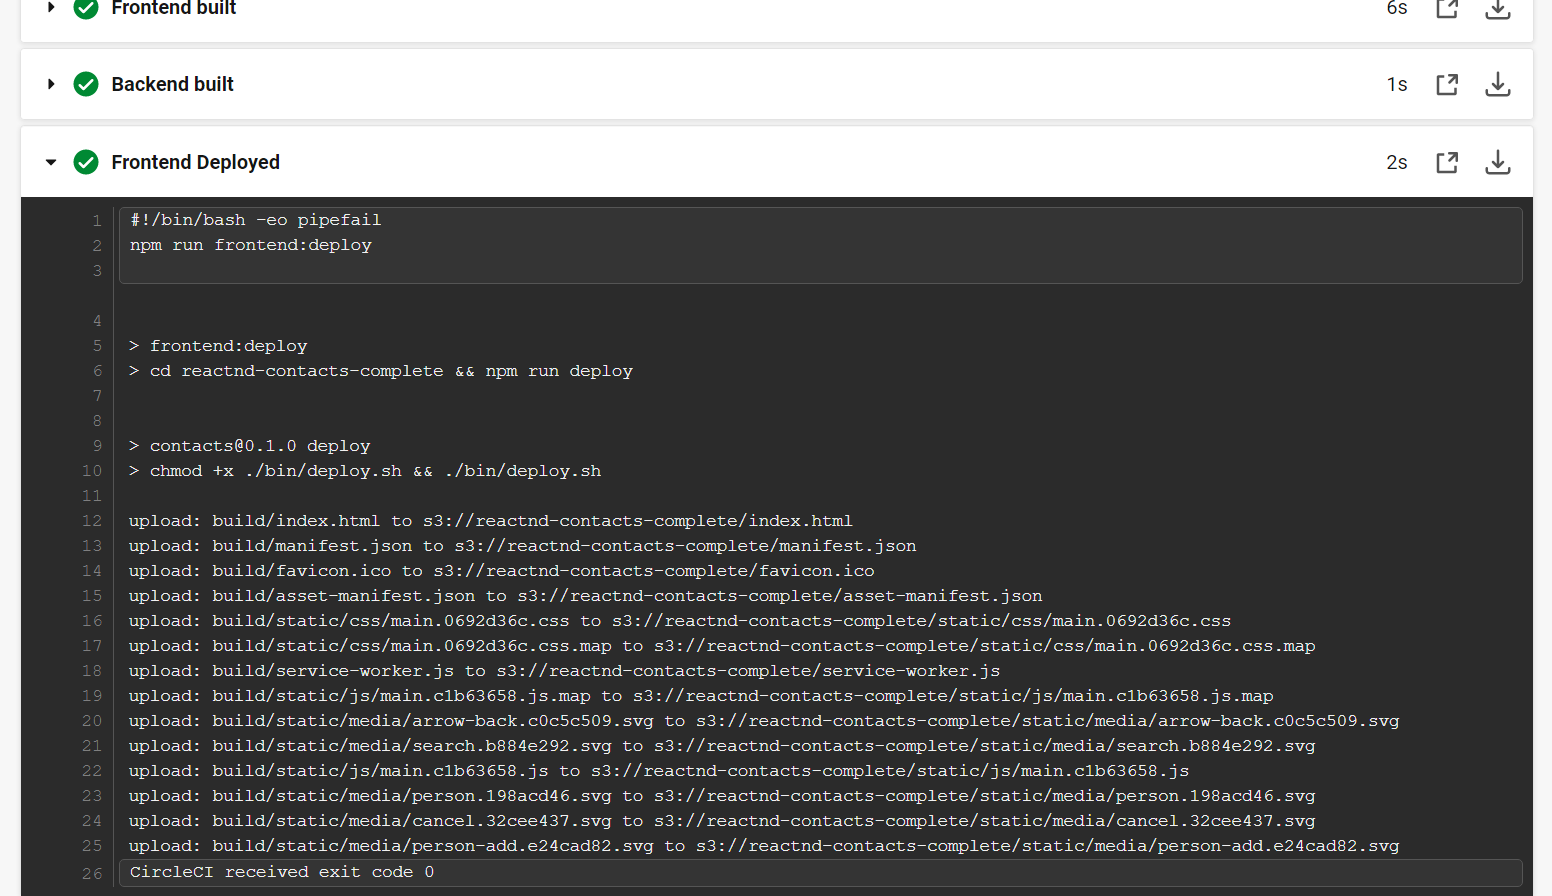 Frontend built 6s
Backend built 1s
Frontend Deployed 2s
1 #!/bin/bash -eo pipefail
2 npm run frontend:deploy
3
4
5 > frontend:deploy
6 > cd reactnd-contacts-complete && npm run deploy
7
8
9 > contacts@0.1.0 deploy
10 > chmod +x ./bin/deploy.sh && ./bin/deploy.sh
11
12 upload: build/index.html to s3://reactnd-contacts-complete/index.html
13 upload: build/manifest.json to s3://reactnd-contacts-complete/manifest.json
14 upload: build/favicon.ico to s3://reactnd-contacts-complete/favicon.ico
15 upload: build/asset-manifest.json to s3://reactnd-contacts-complete/asset-manifest.json
16 upload: build/static/css/main.0692d36c.css to s3://reactnd-contacts-complete/static/css/main.0692d36c.css
17 upload: build/static/css/main.0692d36c.css.map to s3://reactnd-contacts-complete/static/css/main.0692d36c.css.map
18 upload: build/service-worker.js to s3://reactnd-contacts-complete/service-worker.js
19 upload: build/static/js/main.c1b63658.js.map to s3://reactnd-contacts-complete/static/js/main.c1b63658.js.map
20 upload: build/static/media/arrow-back.c0c5c509.svg to s3://reactnd-contacts-complete/static/media/arrow-back.c0c5c509.svg
21 upload: build/static/media/search.b884e292.svg to s3://reactnd-contacts-complete/static/media/search.b884e292.svg
22 upload: build/static/js/main.c1b63658.js to s3://reactnd-contacts-complete/static/js/main.c1b63658.js
23 upload: build/static/media/person.198acd46.svg to s3://reactnd-contacts-complete/static/media/person.198acd46.svg
24 upload: build/static/media/cancel.32cee437.svg to s3://reactnd-contacts-complete/static/media/cancel.32cee437.svg
25 upload: build/static/media/person-add.e24cad82.svg to s3://reactnd-contacts-complete/static/media/person-add.e24cad82.svg
26 CircleCI received exit code 0